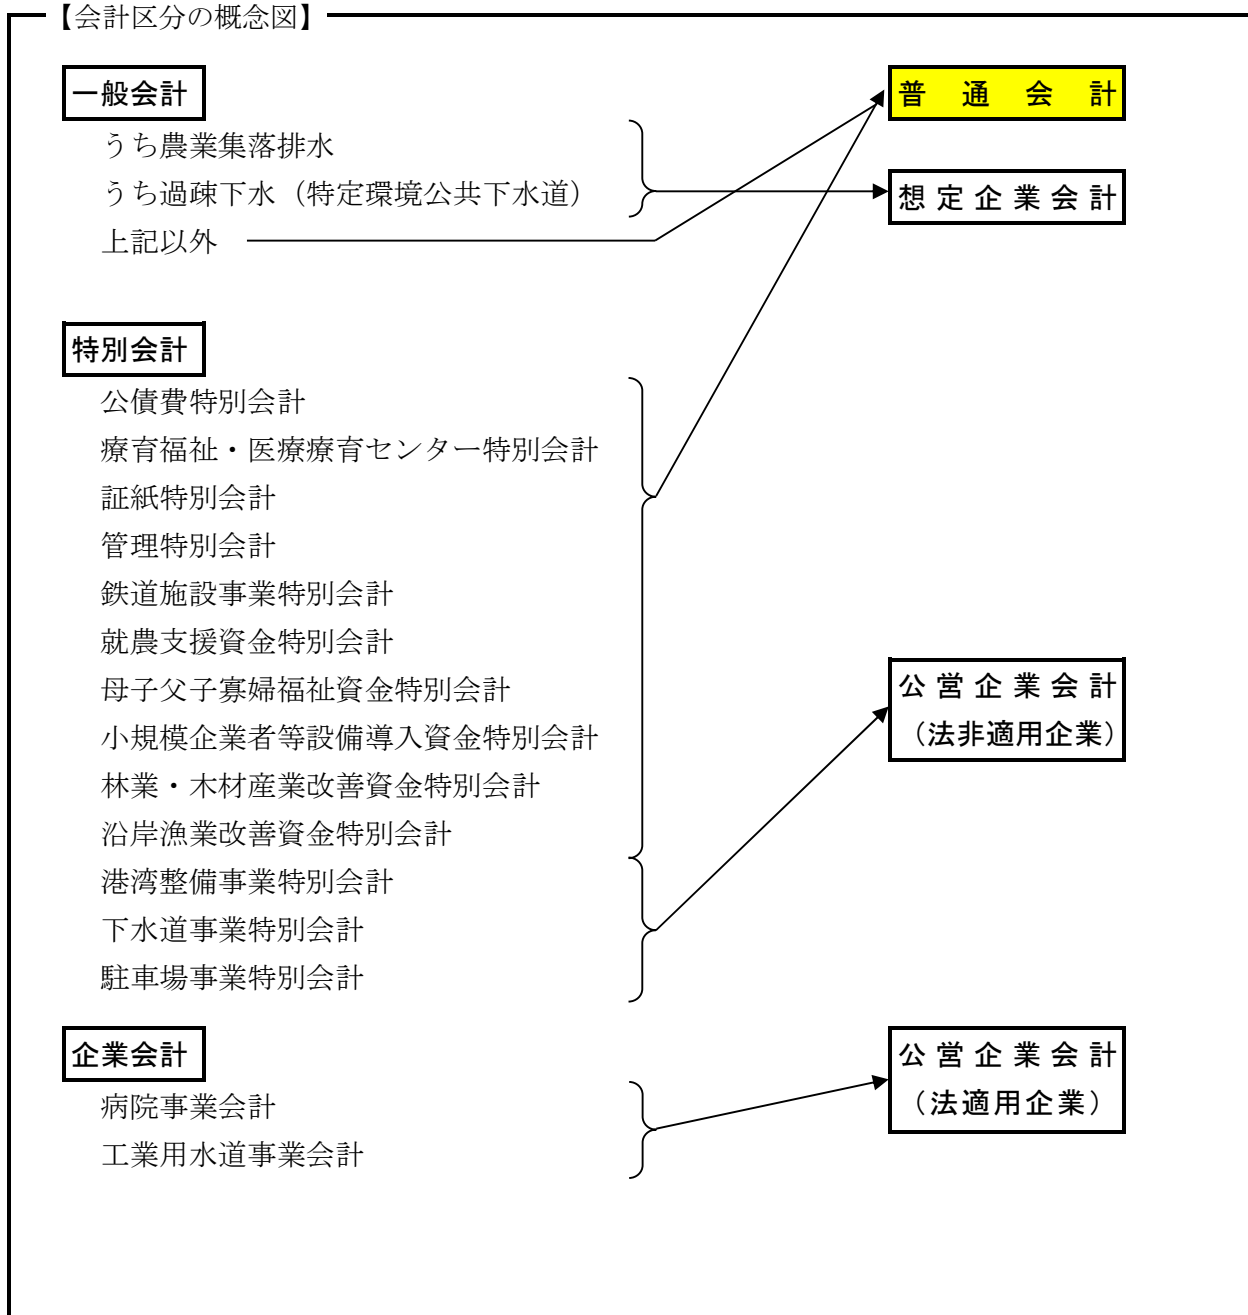 【会計区分の概念図】
一般会計
うち農業集落排水
うち過疎下水（特定環境公共下水道）
上記以外
普通会計
想定企業会計
特別会計
公債費特別会計
療育福祉・医療療育センター特別会計
証紙特別会計
管理特別会計
鉄道施設事業特別会計
就農支援資金特別会計
母子父子寡婦福祉資金特別会計
小規模企業者等設備導入資金特別会計
林業・木材産業改善資金特別会計
沿岸漁業改善資金特別会計
港湾整備事業特別会計
下水道事業特別会計
駐車場事業特別会計
公営企業会計
（法非適用企業）
企業会計
病院事業会計
工業用水道事業会計
公営企業会計
（法適用企業）